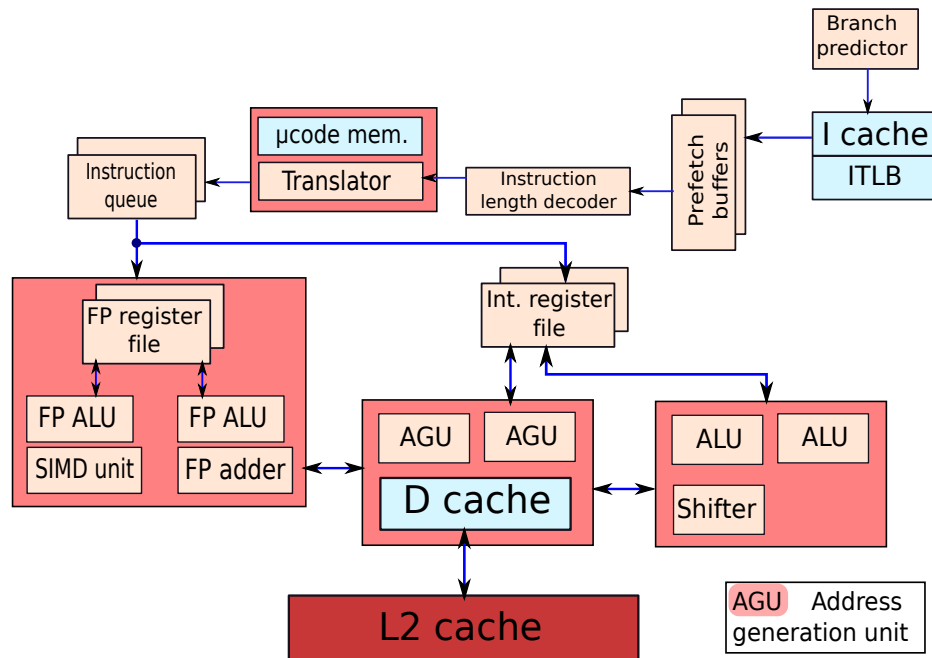 Branch
predictor
I cache
ITLB
Prefetch
buffers
Instruction
length decoder
µcode mem.
Translator
Instruction
queue
FP register
file
FP ALU
FP ALU
SIMD unit
FP adder
Int. register
file
AGU
AGU
D cache
ALU
ALU
Shifter
L2 cache
AGU Address
generation unit